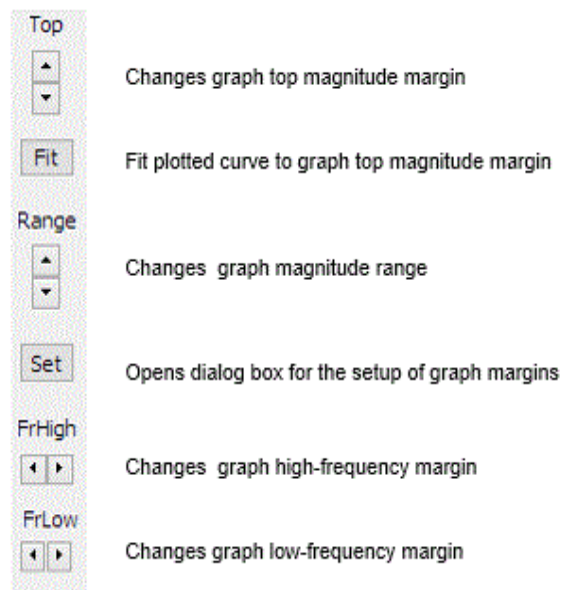 Top
Changes graph top magnitude margin
Fit
Fit plotted curve to graph top magnitude margin
Range
Changes graph magnitude range
Set
Opens dialog box for the setup of graph margins
FrHigh
Changes graph high-frequency margin
FrLow
Changes graph low-frequency margin